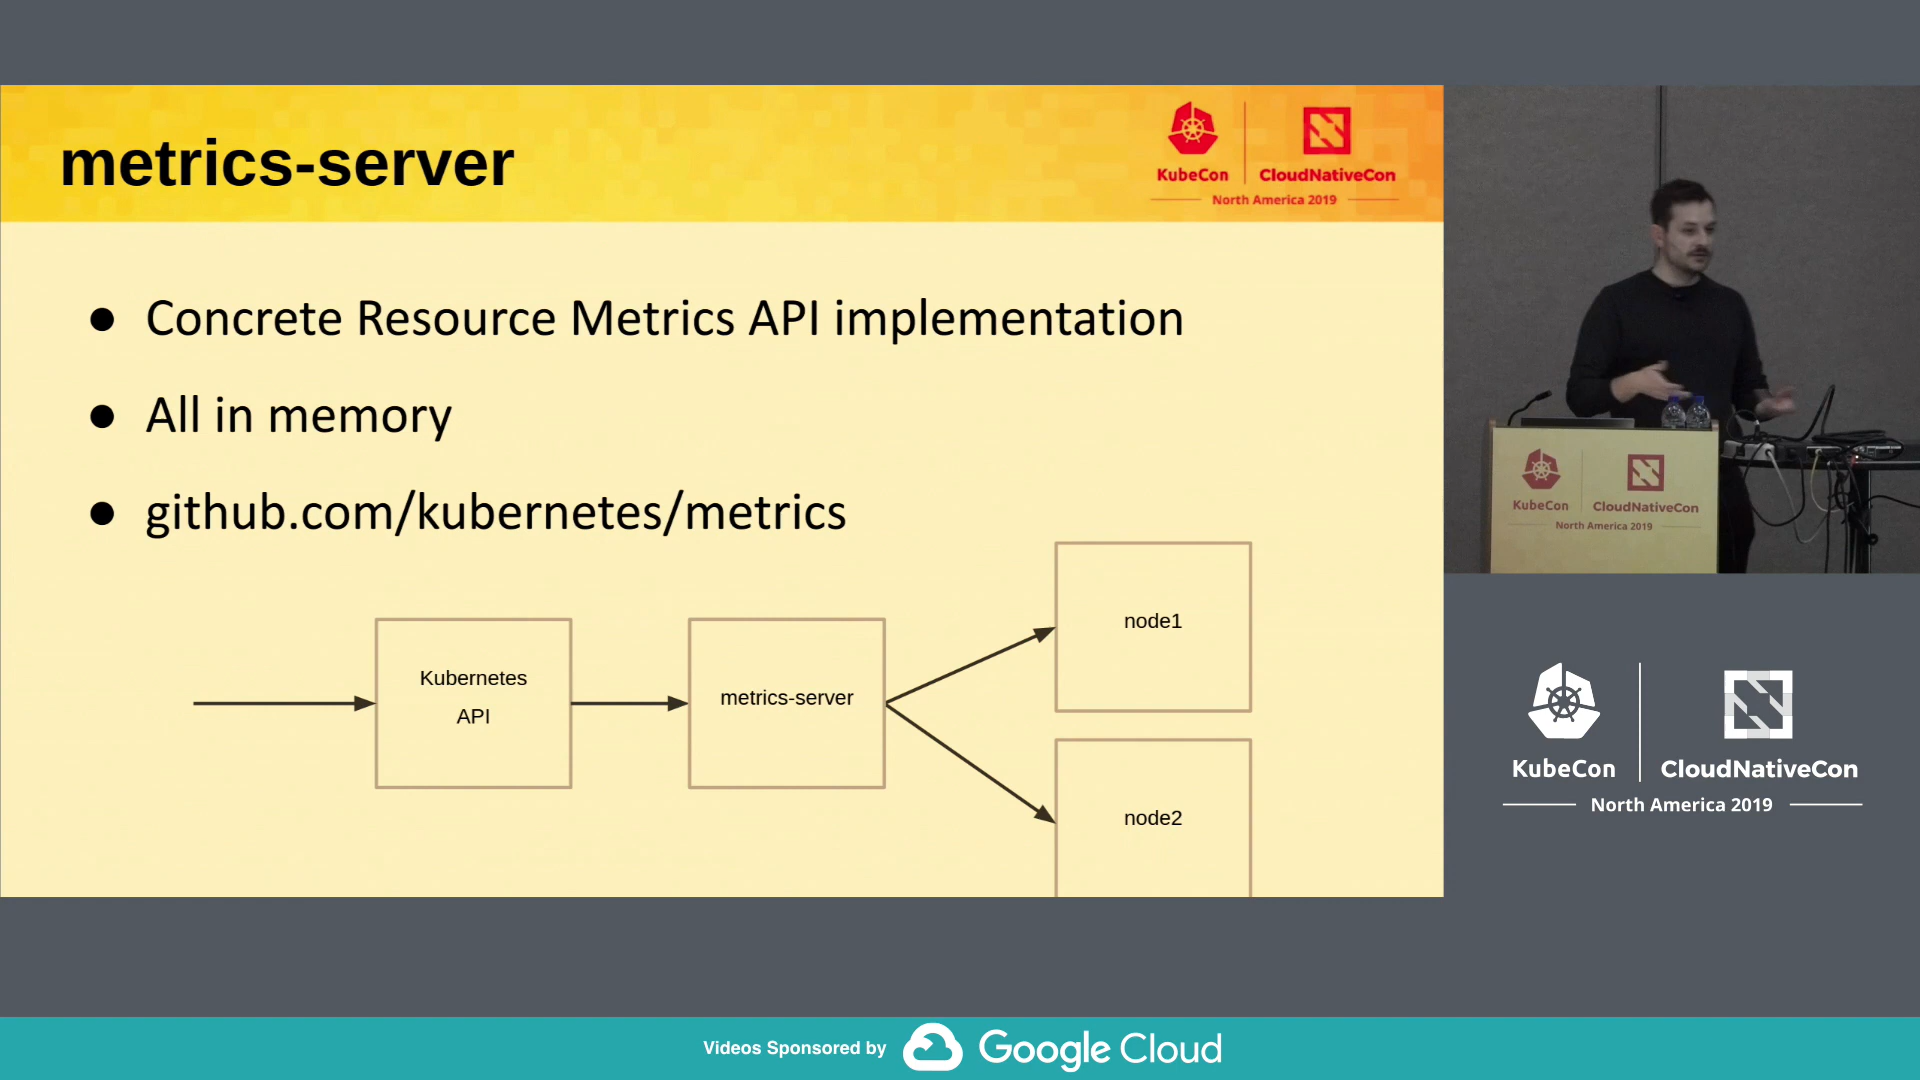 metrics-server
KubeCon
CloudNativeCon
North America 2019
● Concrete Resource Metrics API implementation
● All in memory
● github.com/kubernetes/metrics
Kubernetes
API
metrics-server
node1
node2
KubeCon
CloudNativeCon
North America 2019
KubeCon
CloudNativeCon
North America 2019
Videos Sponsored by Google Cloud